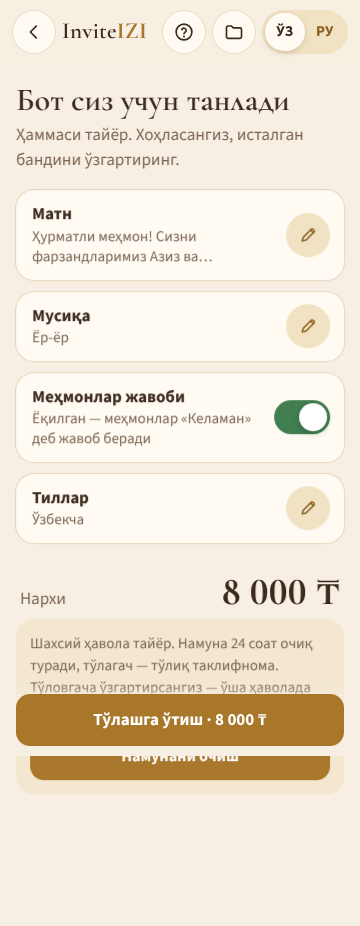 InviteIZI
ЎЗ
РУ
Бот сиз учун танлади
Ҳаммаси тайёр. Хоҳласангиз, исталган
бандини ўзгартиринг.
Матн
Ҳурматли меҳмон! Сизни
фарзандларимиз Азиз ва…
Мусиқа
Ёр-ёр
Меҳмонлар жавоби
Ёқилган — меҳмонлар «Келаман»
деб жавоб беради
Тиллар
Ўзбекча
Нархи
8 000 ₸
Шахсий ҳавола тайёр. Намуна 24 соат очиқ
туради, тўлагач — тўлиқ таклифнома.
Тўловгача ўзгартирсангиз — ўша ҳаволада
Тўлашга ўтиш · 8 000 ₸
Намунани очиш